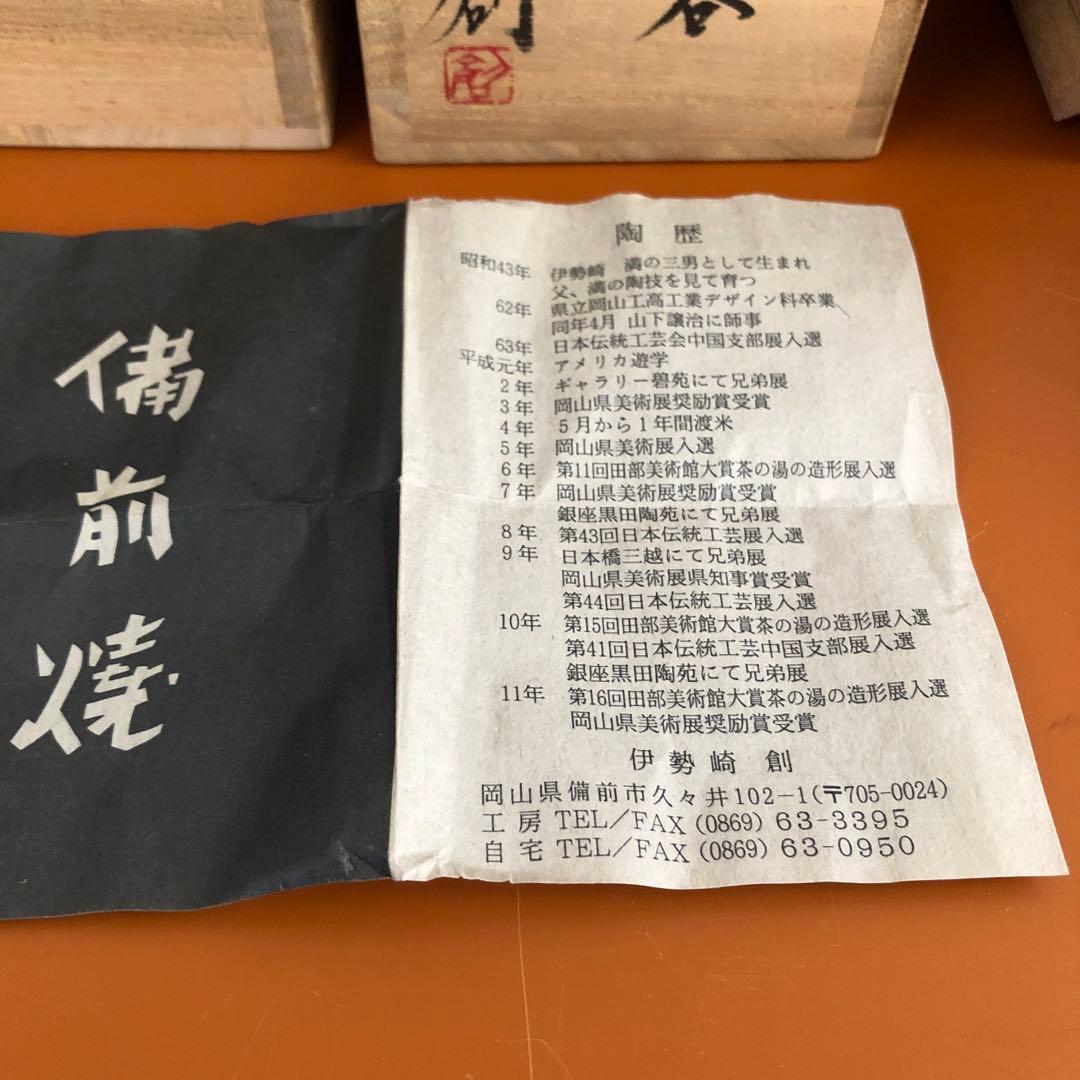 創
谷
創
備
前
焼
陶歴
昭和43年 伊勢崎 満の三男として生まれ
父、満の陶技を見て育つ
62年 県立岡山工高工業デザイン科卒業
同年4月 山下譲治に師事
63年 日本伝統工芸会中国支部展入選
平成元年 アメリカ遊学
2年 ギャラリー碧苑にて兄弟展
3年 岡山県美術展奨励賞受賞
4年 5月から1年間渡米
5年 岡山県美術展入選
6年 第11回田部美術館大賞茶の湯の造形展入選
7年 岡山県美術展奨励賞受賞
銀座黒田陶苑にて兄弟展
8年 第43回日本伝統工芸展入選
9年 日本橋三越にて兄弟展
岡山県美術展県知事賞受賞
第44回日本伝統工芸展入選
10年 第15回田部美術館大賞茶の湯の造形展入選
第41回日本伝統工芸中国支部展入選
銀座黒田陶苑にて兄弟展
11年 第16回田部美術館大賞茶の湯の造形展入選
岡山県美術展奨励賞受賞
伊勢崎 創
岡山県備前市久々井102-1(〒705-0024)
工房 TEL/FAX (0869) 63-3395
自宅 TEL/FAX (0869) 63-0950